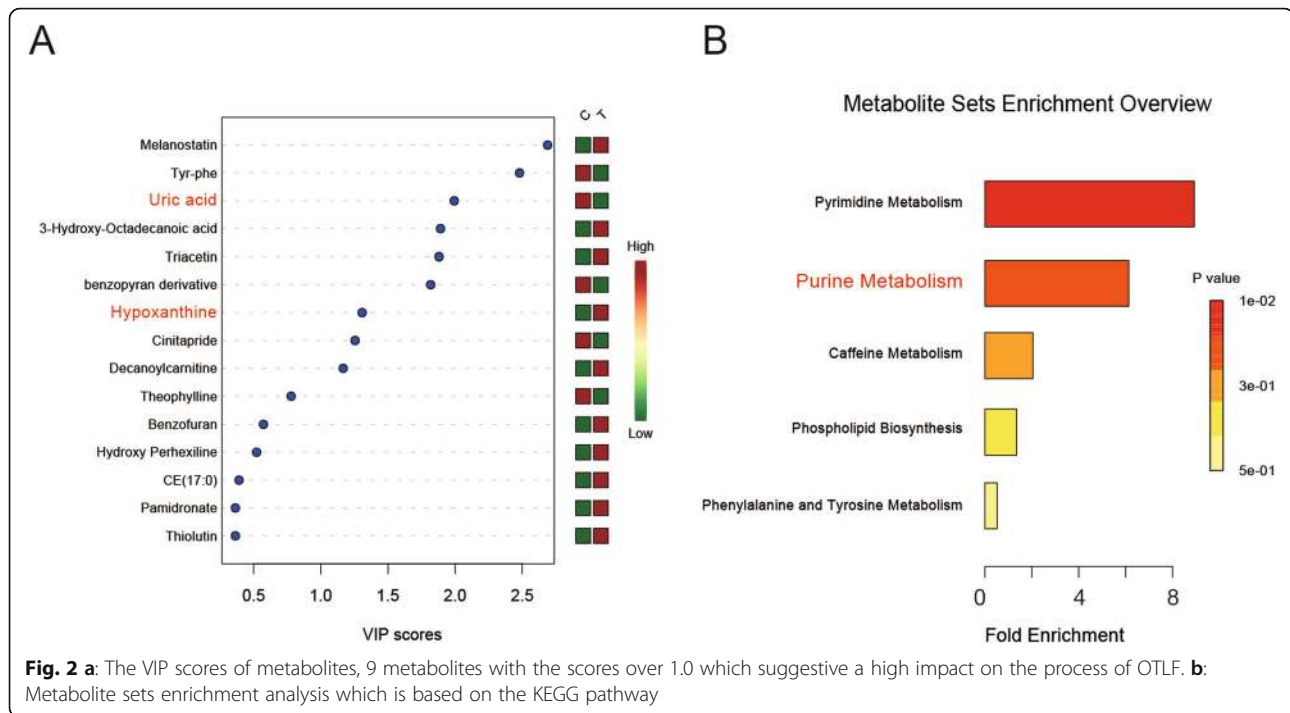 A
C T
Melanostatin
Tyr-phe
Uric acid
3-Hydroxy-Octadecanoic acid
Triacetin
benzopyran derivative
Hypoxanthine
Cinitapride
Decanoylcarnitine
Theophylline
Benzofuran
Hydroxy Perhexiline
CE(17:0)
Pamidronate
Thiolutin
High
Low
0.5 1.0 1.5 2.0 2.5
VIP scores
B
Metabolite Sets Enrichment Overview
Pyrimidine Metabolism
Purine Metabolism
Caffeine Metabolism
Phospholipid Biosynthesis
Phenylalanine and Tyrosine Metabolism
P value
1e-02
3e-01
5e-01
0 4 8
Fold Enrichment
Fig. 2 a: The VIP scores of metabolites, 9 metabolites with the scores over 1.0 which suggestive a high impact on the process of OTLF. b:
Metabolite sets enrichment analysis which is based on the KEGG pathway